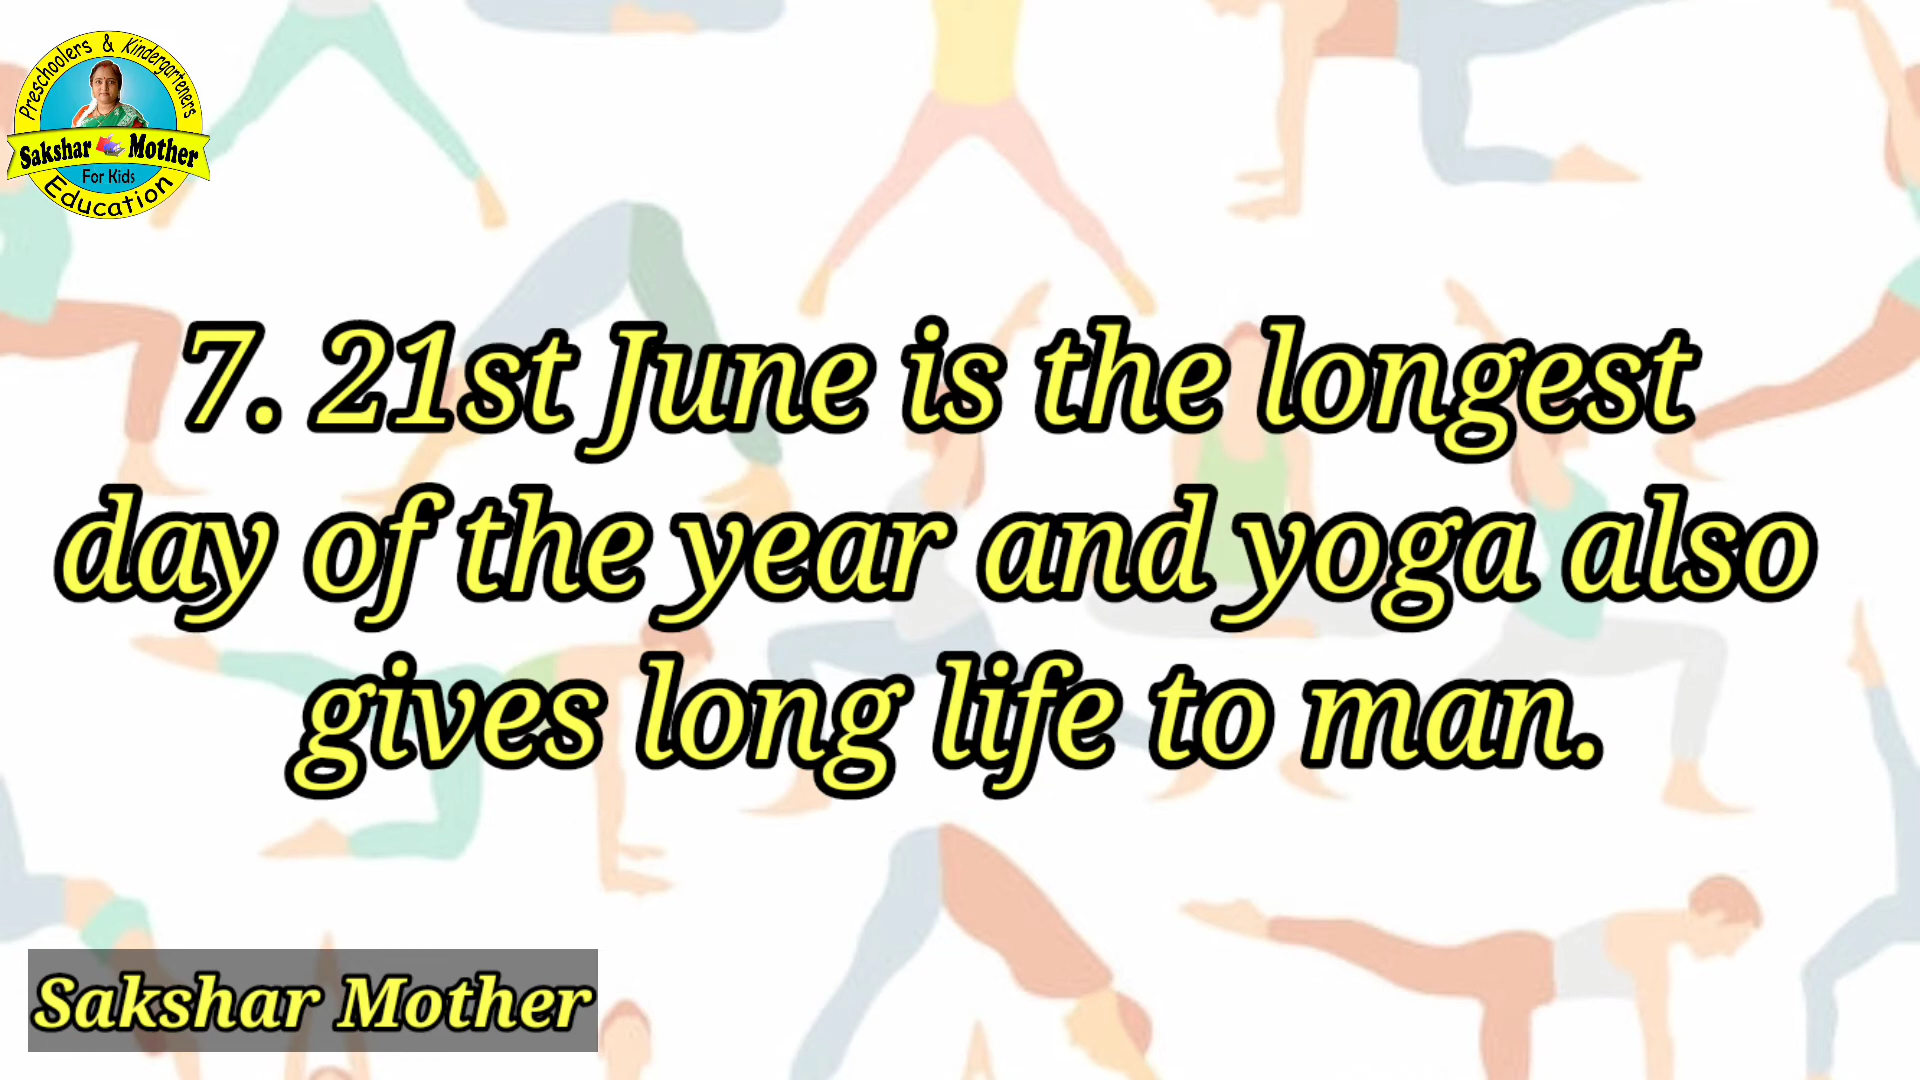 Preschoolers & Kindergarteners
Sakshar Mother
For Kids
Education
7. 21st June is the longest
day of the year and yoga also
gives long life to man.
Sakshar Mother